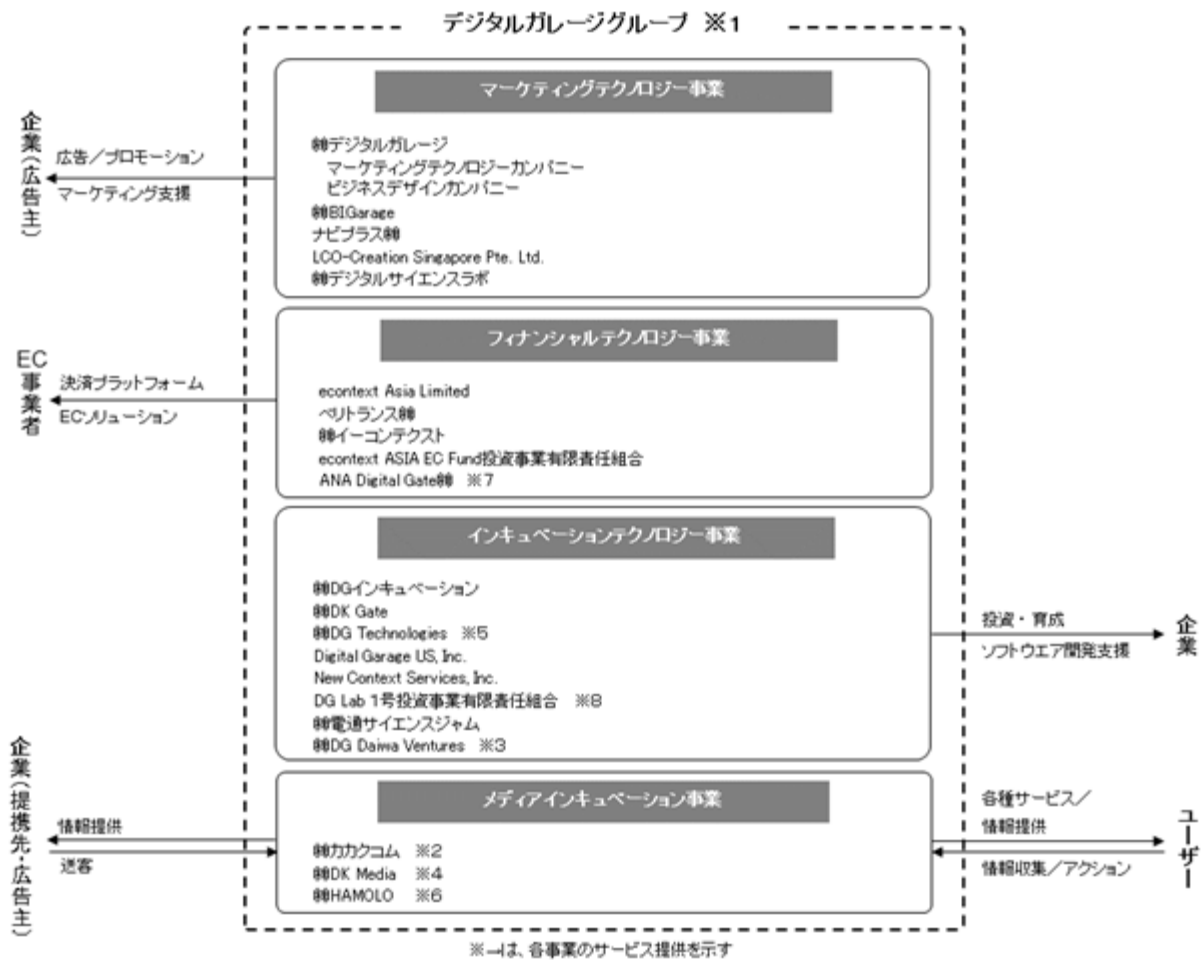 デジタルガレージグループ ※1
マーケティングテクノロジー事業
㈱デジタルガレージ
マーケティングテクノロジーカンパニー
ビジネスデザインカンパニー
㈱BIGarage
ナビプラス㈱
LCO-Creation Singapore Pte. Ltd.
㈱デジタルサイエンスラボ
企業(広告主)
広告/プロモーション
マーケティング支援
フィナンシャルテクノロジー事業
econtext Asia Limited
ベリトランス㈱
㈱イーコンテクスト
econtext ASIA EC Fund投資事業有限責任組合
ANA Digital Gate㈱ ※7
EC事業者
決済プラットフォーム
ECソリューション
インキュベーションテクノロジー事業
㈱DGインキュベーション
㈱DK Gate
㈱DG Technologies ※5
Digital Garage US, Inc.
New Context Services, Inc.
DG Lab 1号投資事業有限責任組合 ※8
㈱電通サイエンスジャム
㈱DG Daiwa Ventures ※3
投資・育成
ソフトウエア開発支援
企業
メディアインキュベーション事業
㈱カカクコム ※2
㈱DK Media ※4
㈱HAMOLO ※6
企業(提携先・広告主)
情報提供
送客
各種サービス/
情報提供
情報収集/アクション
ユーザー
※→は、各事業のサービス提供を示す